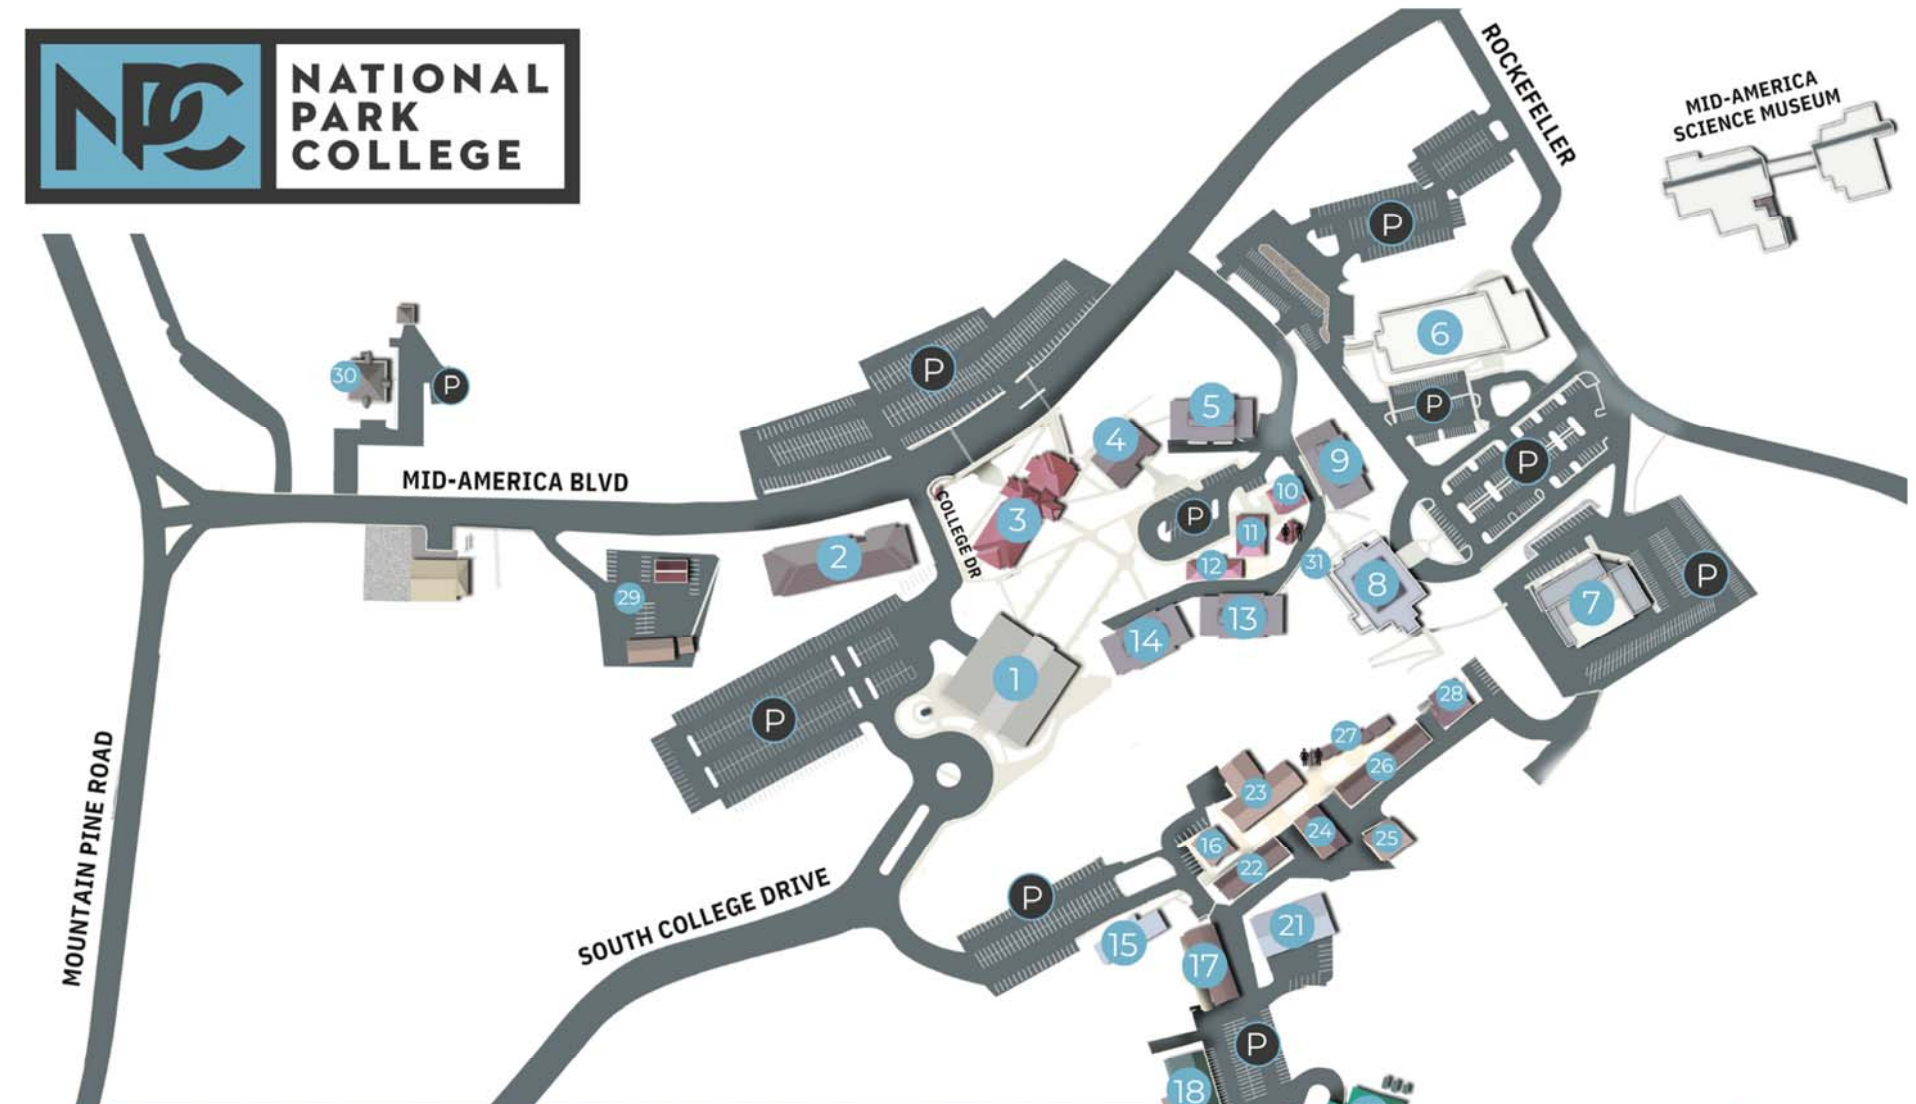 NPC
NATIONAL
PARK
COLLEGE
ROCKEFELLER
MID-AMERICA
SCIENCE MUSEUM
P
6
P
P
30
P
5
4
P
9
P
MID-AMERICA BLVD
10
COLLEGE DR
3
P
11
2
12
31
8
P
7
29
13
14
1
28
P
27
26
23
24
25
16
22
MOUNTAIN PINE ROAD
SOUTH COLLEGE DRIVE
P
15
21
17
P
18